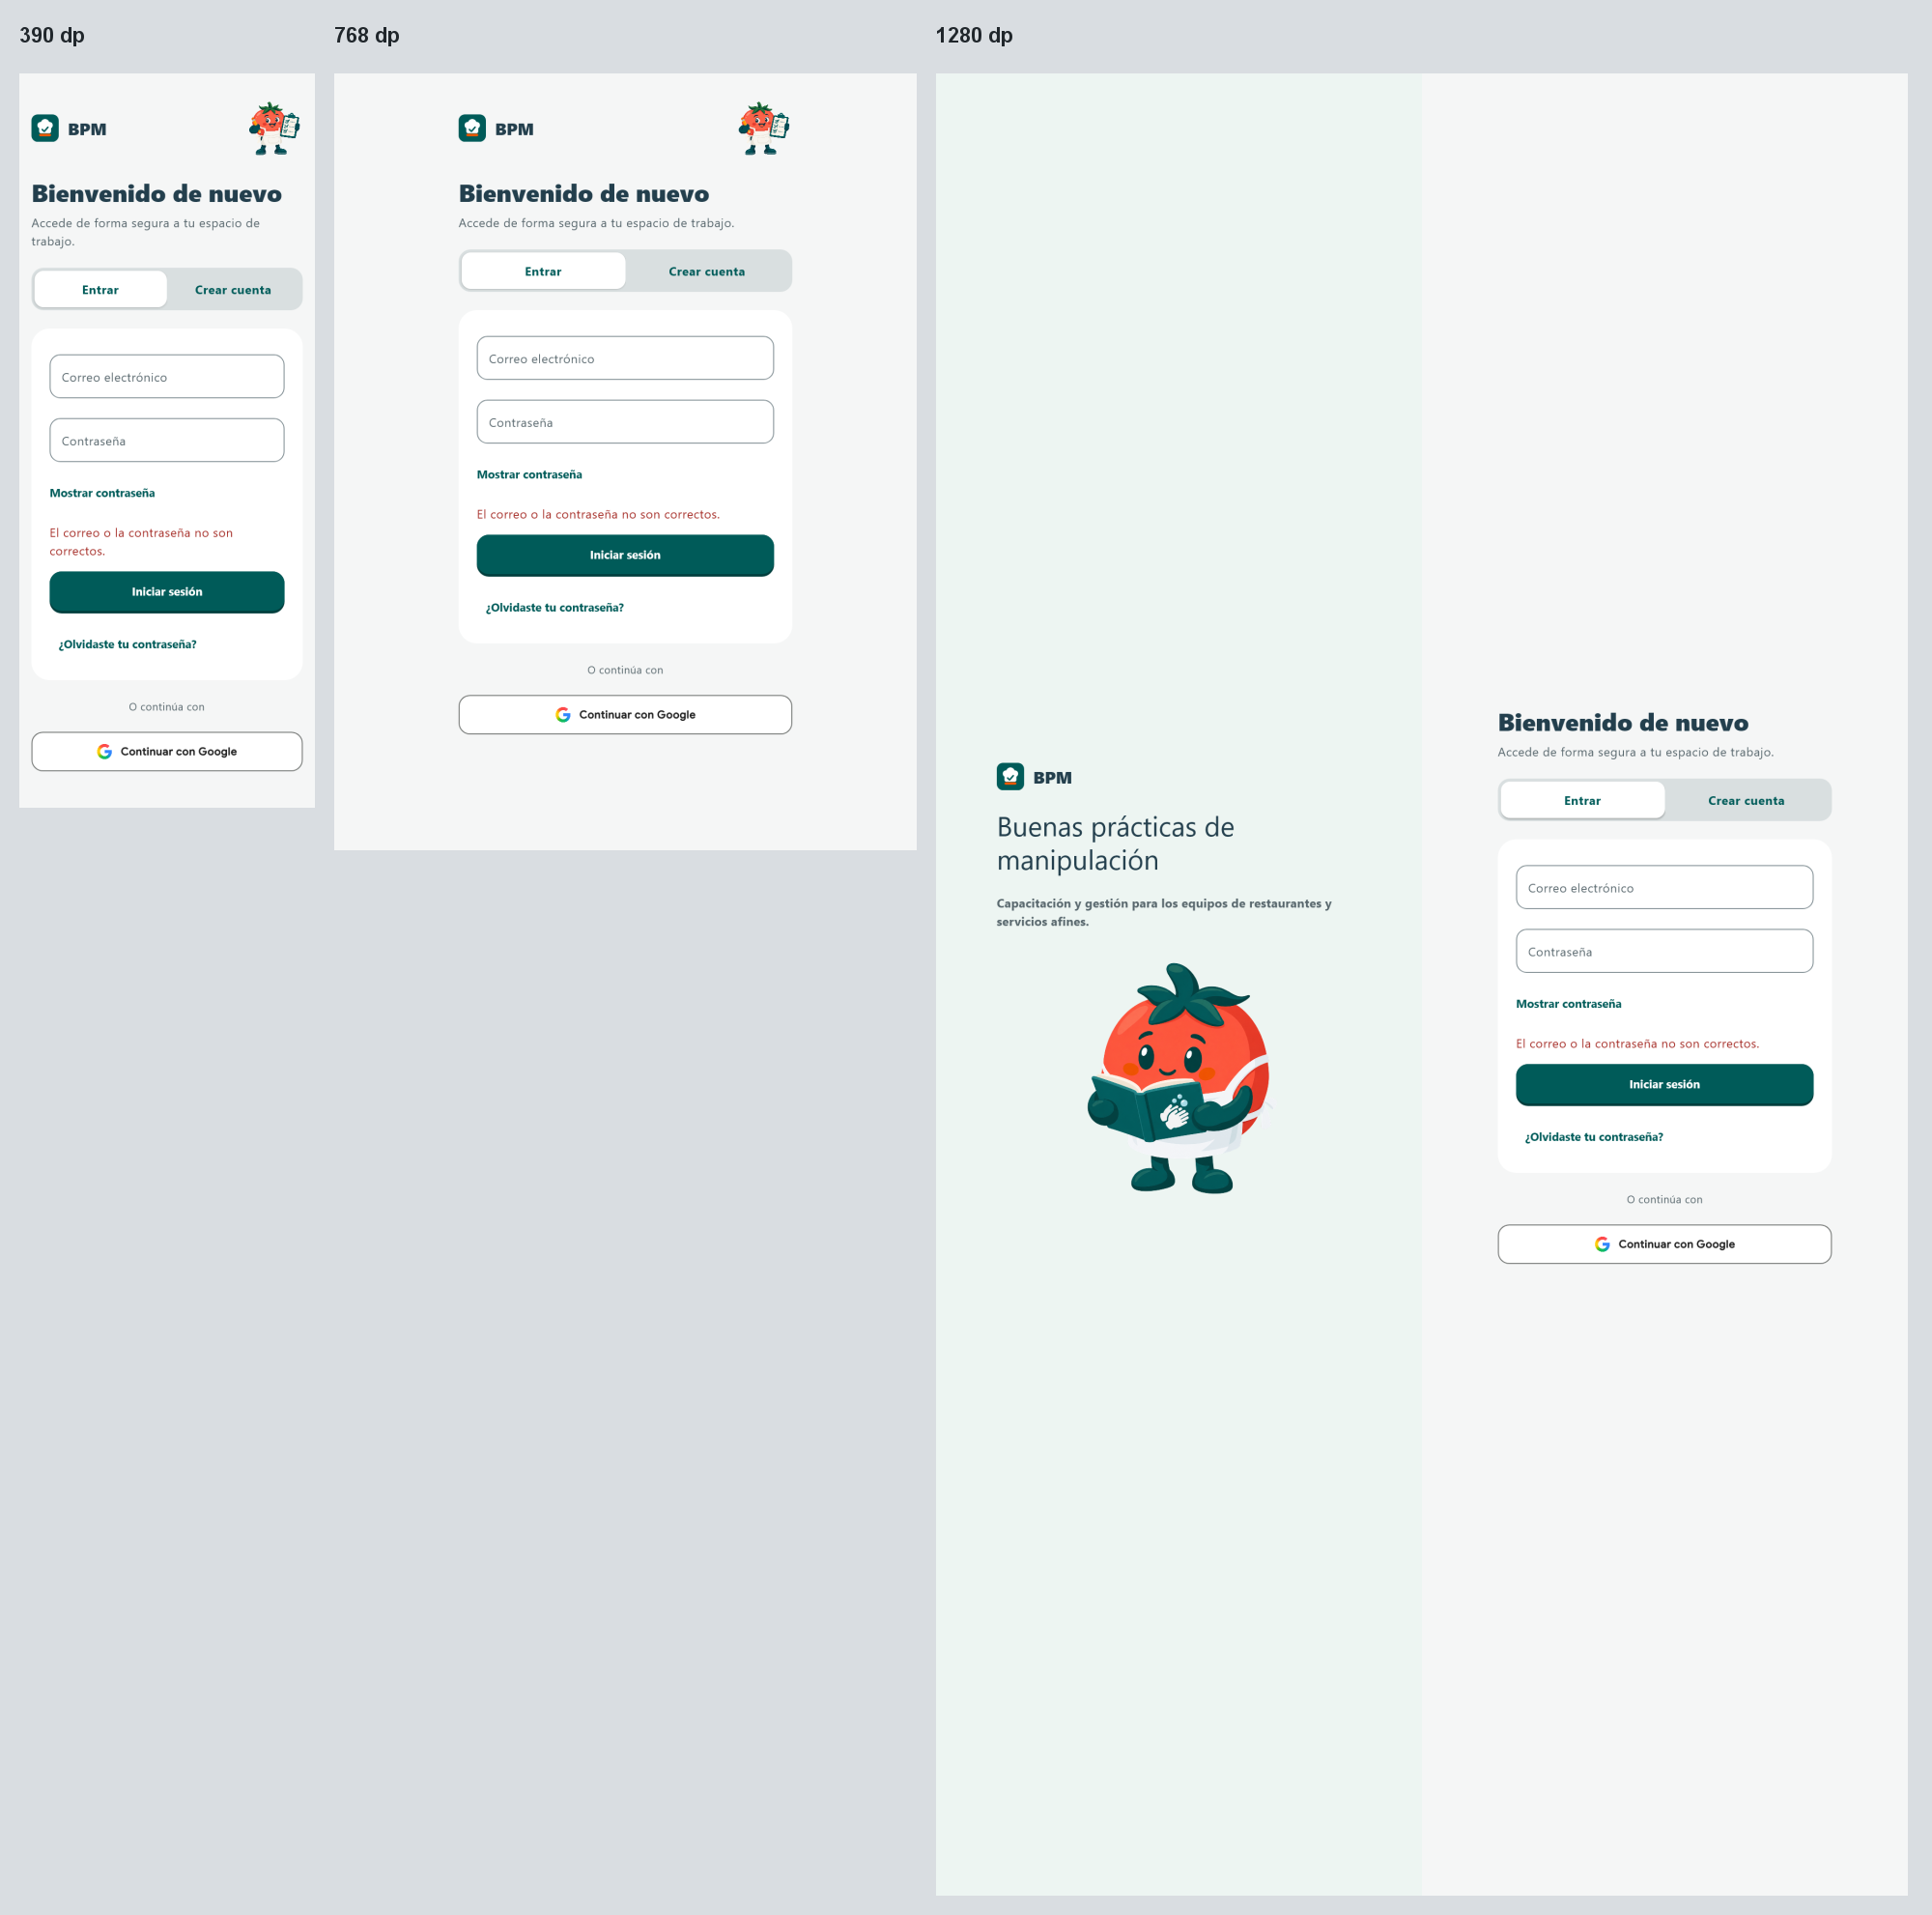 390 dp
BPM
Bienvenido de nuevo
Accede de forma segura a tu espacio de
trabajo.
Entrar
Crear cuenta
Correo electrónico
Contraseña
Mostrar contraseña
El correo o la contraseña no son
correctos.
Iniciar sesión
¿Olvidaste tu contraseña?
O continúa con
Continuar con Google
768 dp
BPM
Bienvenido de nuevo
Accede de forma segura a tu espacio de trabajo.
Entrar
Crear cuenta
Correo electrónico
Contraseña
Mostrar contraseña
El correo o la contraseña no son correctos.
Iniciar sesión
¿Olvidaste tu contraseña?
O continúa con
Continuar con Google
1280 dp
BPM
Buenas prácticas de
manipulación
Capacitación y gestión para los equipos de restaurantes y
servicios afines.
Bienvenido de nuevo
Accede de forma segura a tu espacio de trabajo.
Entrar
Crear cuenta
Correo electrónico
Contraseña
Mostrar contraseña
El correo o la contraseña no son correctos.
Iniciar sesión
¿Olvidaste tu contraseña?
O continúa con
Continuar con Google